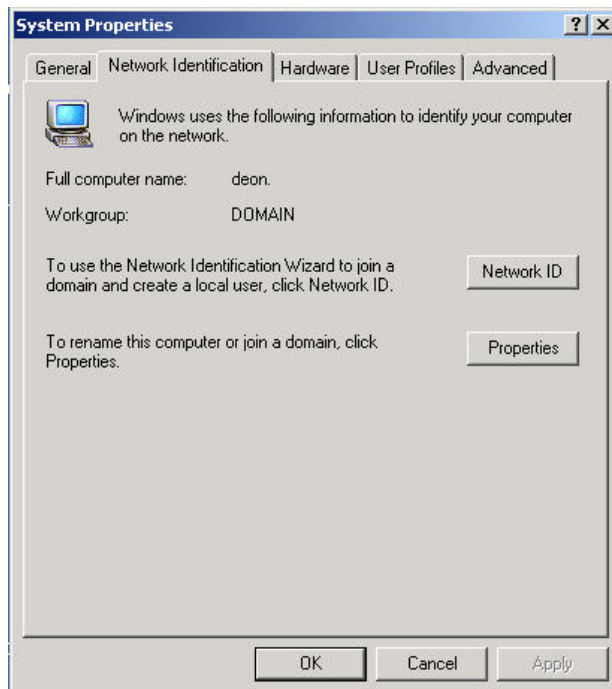 System Properties
General Network Identification Hardware User Profiles Advanced
Windows uses the following information to identify your computer
on the network.
Full computer name: deon.
Workgroup: DOMAIN
To use the Network Identification Wizard to join a
domain and create a local user, click Network ID.
Network ID
To rename this computer or join a domain, click
Properties.
Properties
OK Cancel Apply